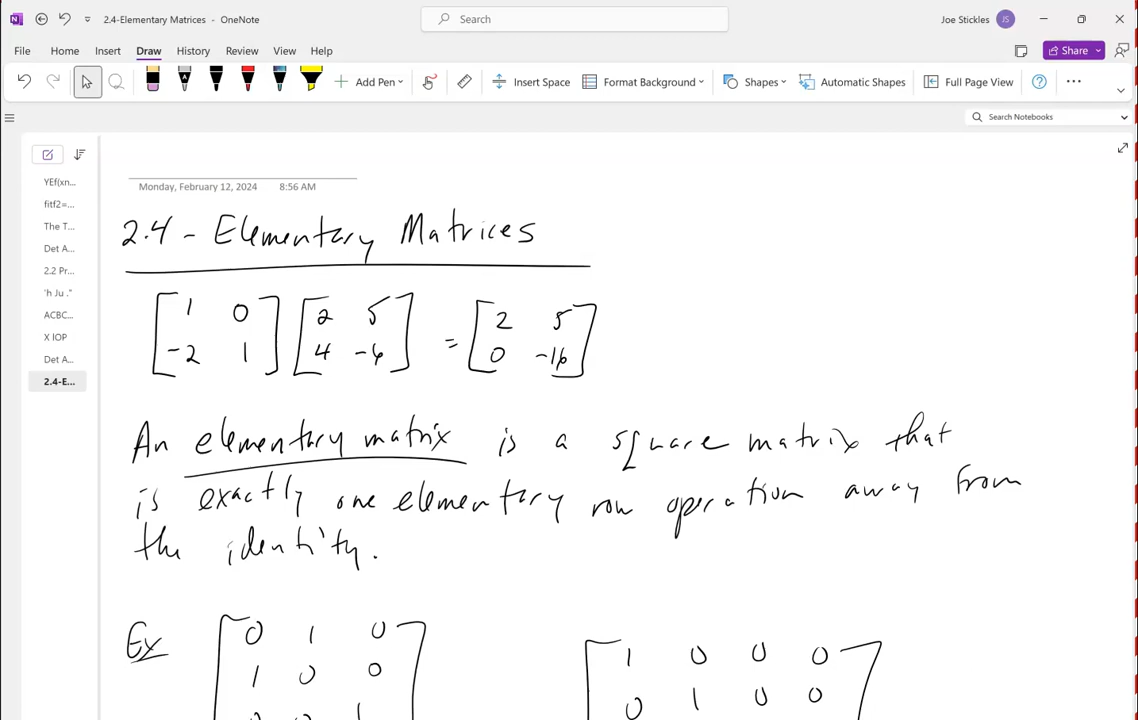 2.4-Elementary Matrices - OneNote
Search
Joe Stickles
JS
File Home Insert Draw History Review View Help
Share
Add Pen
Insert Space
Format Background
Shapes
Automatic Shapes
Full Page View
Search Notebooks
YEf(xn...
fitf2=...
The T...
Det A...
2.2 Pr...
'h Ju ."
ACBC...
X IOP
Det A...
2.4-E...
Monday, February 12, 2024 8:56 AM
2.4 - Elementary Matrices
[1 0] [2 5] = [2 5]
[-2 1] [4 -6] [0 -16]
An elementary matrix is a square matrix that
is exactly one elementary row operation away from
the identity.
Ex
[0 1 0] [1 0 0 0]
1 0 0 0 1 0 0
0 0 1